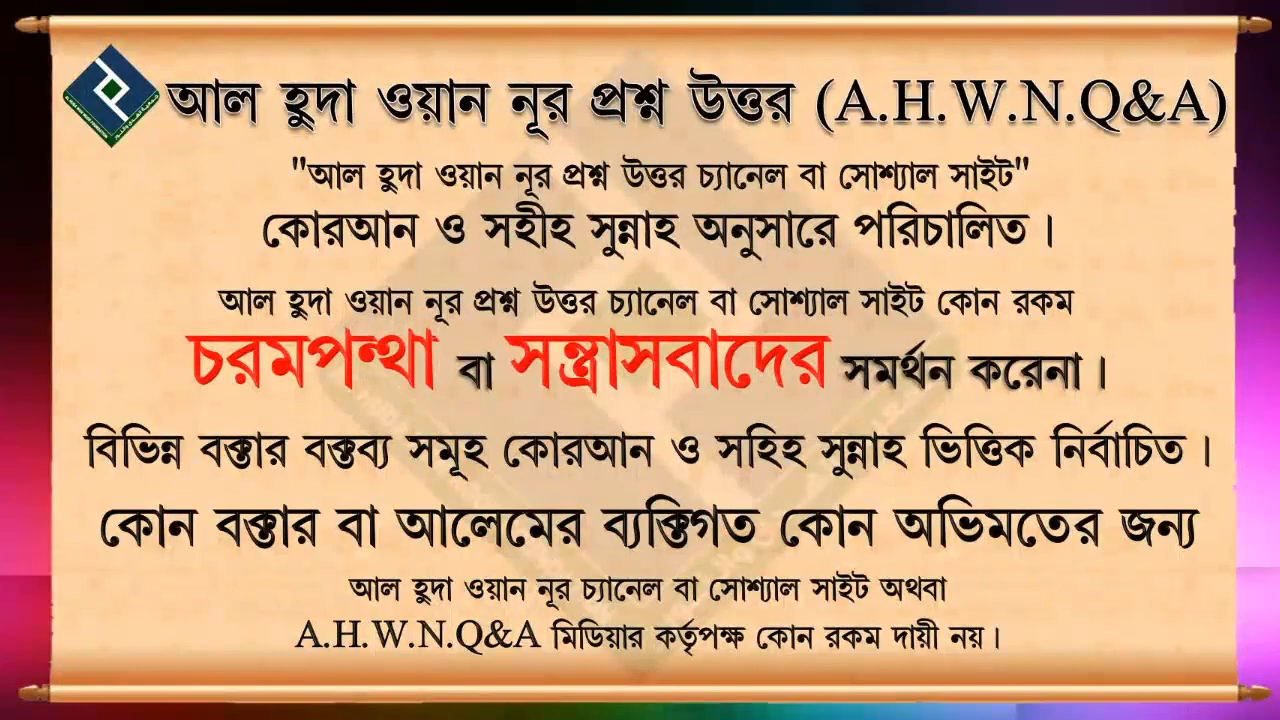 আল হুদা ওয়ান নূর প্রশ্ন উত্তর (A.H.W.N.Q&A)
"আল হুদা ওয়ান নূর প্রশ্ন উত্তর চ্যানেল বা সোশ্যাল সাইট"
কোরআন ও সহীহ সুন্নাহ অনুসারে পরিচালিত ।
আল হুদা ওয়ান নূর প্রশ্ন উত্তর চ্যানেল বা সোশ্যাল সাইট কোন রকম
চরমপন্থা বা সন্ত্রাসবাদের সমর্থন করেনা ।
বিভিন্ন বক্তার বক্তব্য সমূহ কোরআন ও সহিহ সুন্নাহ ভিত্তিক নির্বাচিত ।
কোন বক্তার বা আলেমের ব্যক্তিগত কোন অভিমতের জন্য
আল হুদা ওয়ান নূর চ্যানেল বা সোশ্যাল সাইট অথবা
A.H.W.N.Q&A মিডিয়ার কর্তৃপক্ষ কোন রকম দায়ী নয় ।